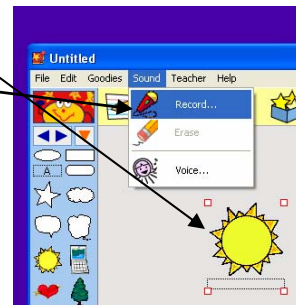 Untitled
File Edit Goodies Sound Teacher Help
Record...
Erase
Voice...
A